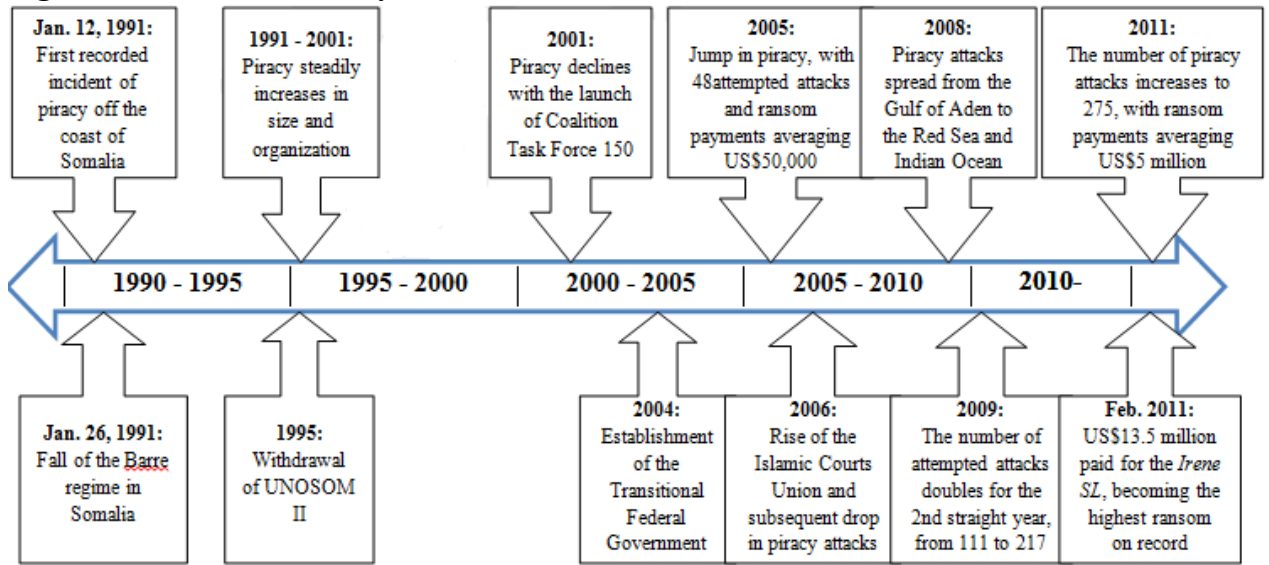 Jan. 12, 1991:
First recorded
incident of
piracy off the
coast of
Somalia
1991 - 2001:
Piracy steadily
increases in
size and
organization
2001:
Piracy declines
with the launch
of Coalition
Task Force 150
2005:
Jump in piracy, with
48attempted attacks
and ransom
payments averaging
US$50,000
2008:
Piracy attacks
spread from the
Gulf of Aden to
the Red Sea and
Indian Ocean
2011:
The number of piracy
attacks increases to
275, with ransom
payments averaging
US$5 million
1990 - 1995
1995 - 2000
2000 - 2005
2005 - 2010
2010-
Jan. 26, 1991:
Fall of the Barre
regime in
Somalia
1995:
Withdrawal
of UNOSOM
II
2004:
Establishment
of the
Transitional
Federal
Government
2006:
Rise of the
Islamic Courts
Union and
subsequent drop
in piracy attacks
2009:
The number of
attempted attacks
doubles for the
2nd straight year,
from 111 to 217
Feb. 2011:
US$13.5 million
paid for the Irene
SL, becoming the
highest ransom
on record